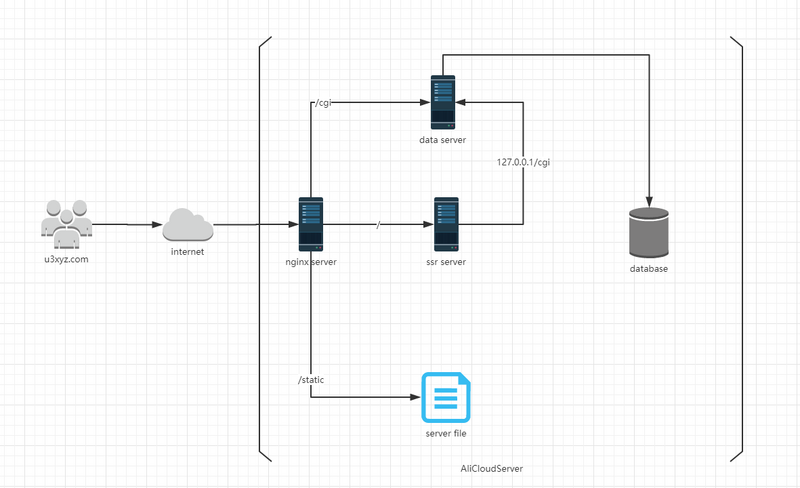 /cgi
data server
127.0.0.1/cgi
/
u3xyz.com
internet
nginx server
ssr server
database
/static
server file
AliCloudServer